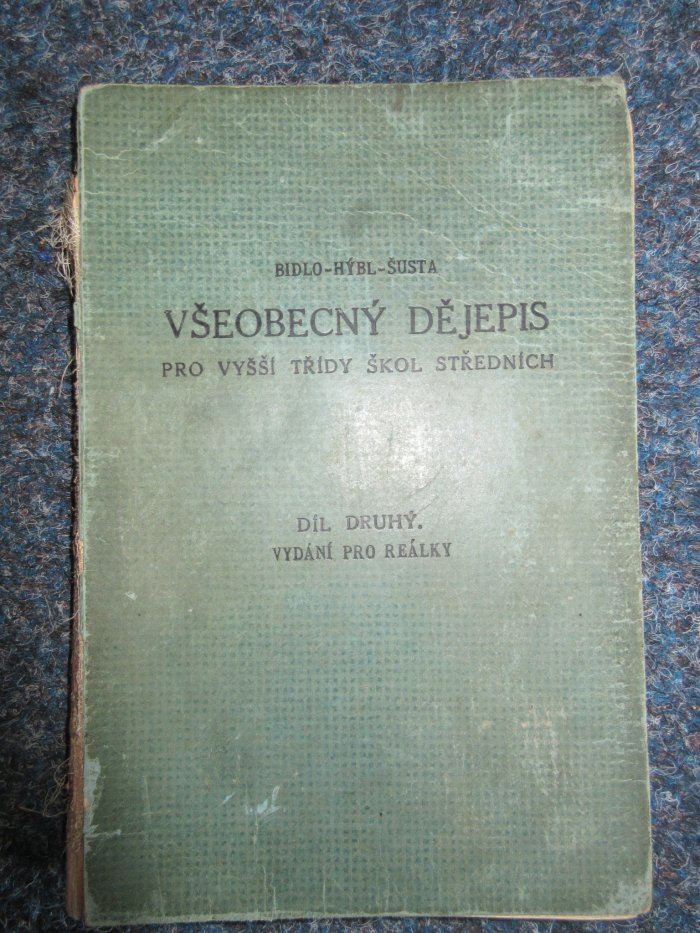 BIDLO-HÝBL-ŠUSTA
VŠEOBECNÝ DĚJEPIS
PRO VYŠŠÍ TŘÍDY ŠKOL STŘEDNÍCH
DÍL DRUHÝ.
VYDÁNÍ PRO REÁLKY